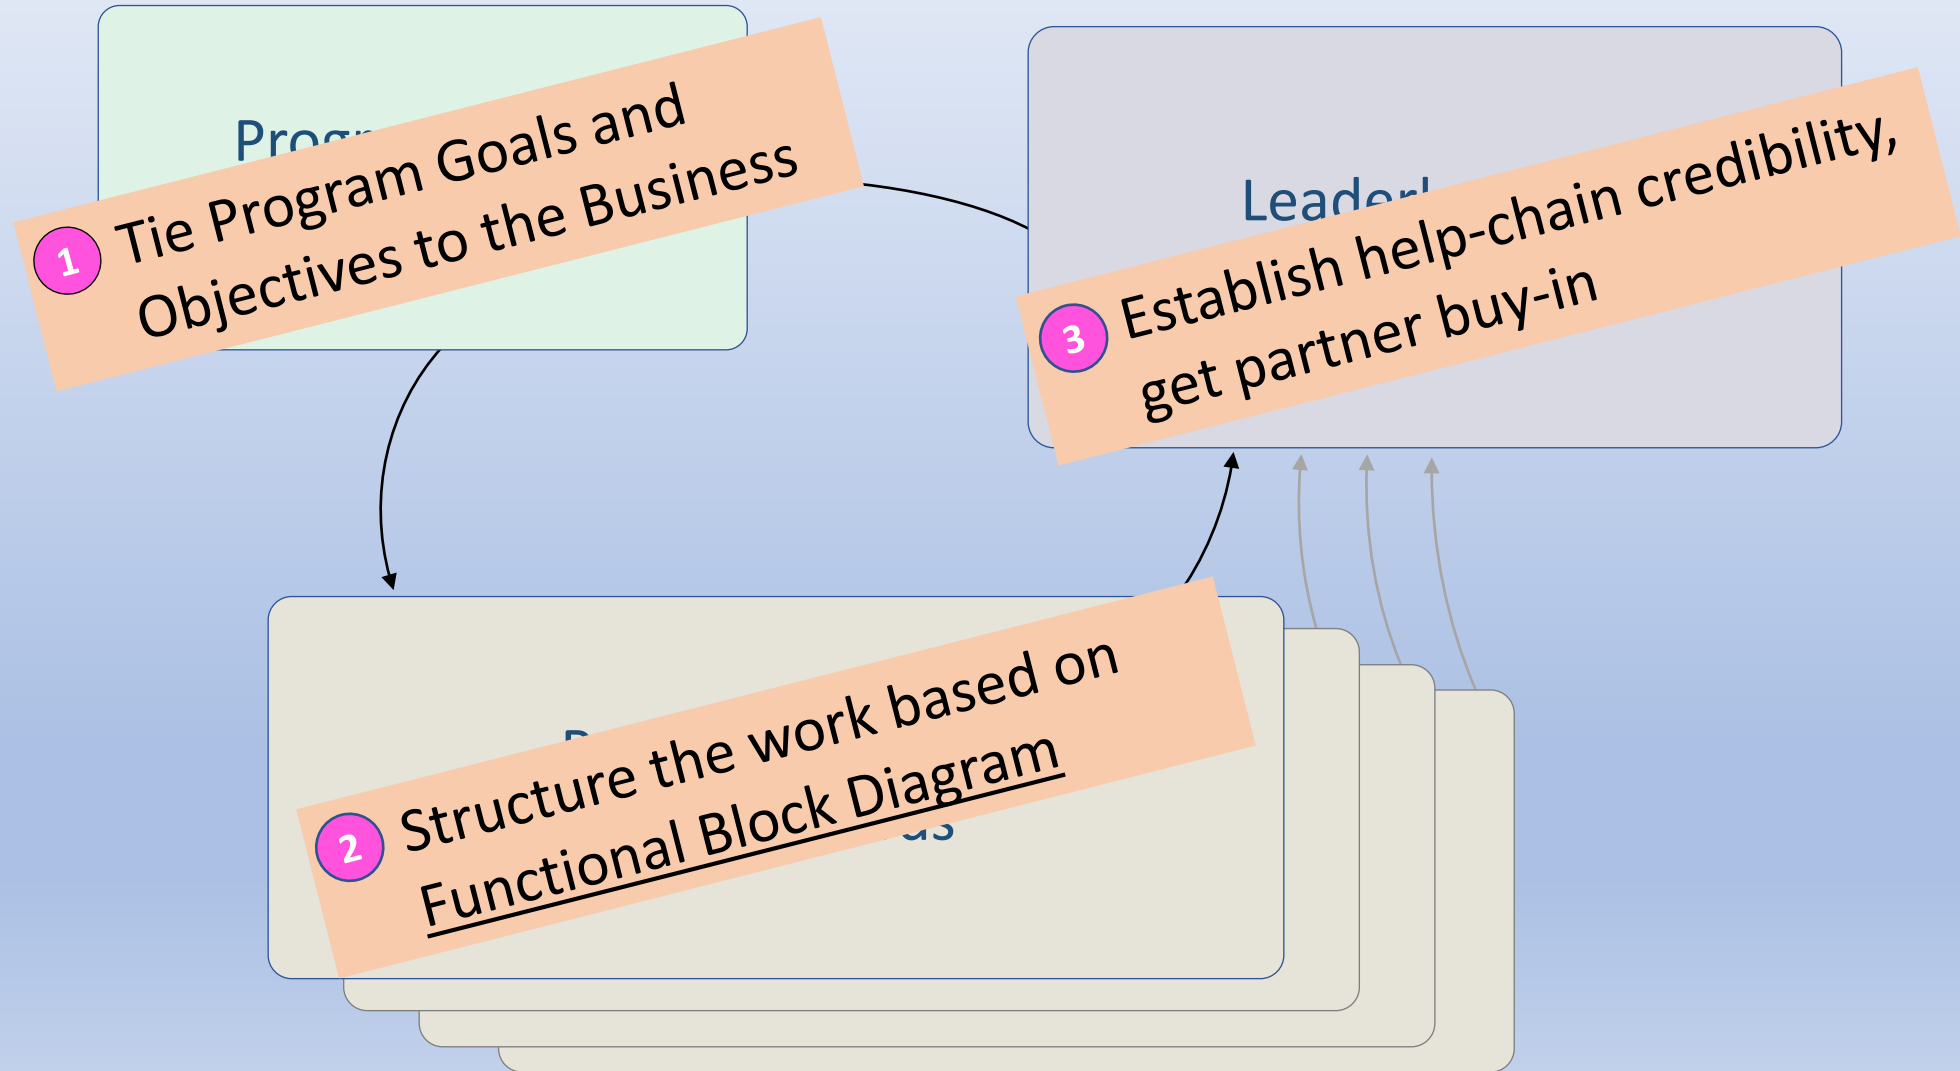 1 Tie Program Goals and
Objectives to the Business
3 Establish help-chain credibility,
get partner buy-in
2 Structure the work based on
Functional Block Diagram